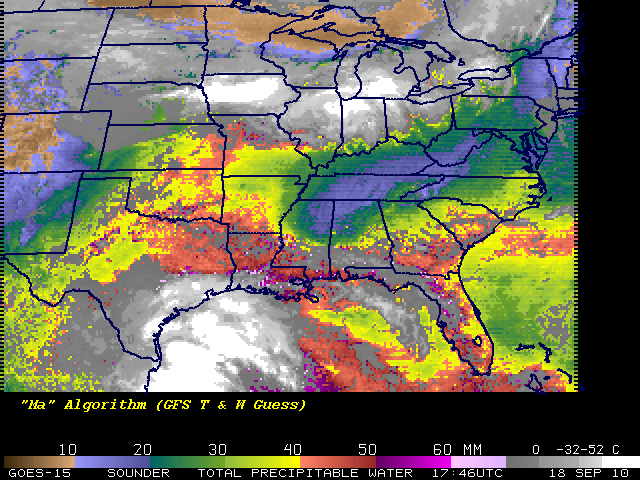 "Ma" Algorithm (GFS T & W Guess)
10 20 30 40 50 60 MM 0 -32-52 C
GOES-15 SOUNDER TOTAL PRECIPITABLE WATER 17:46UTC 18 SEP 10